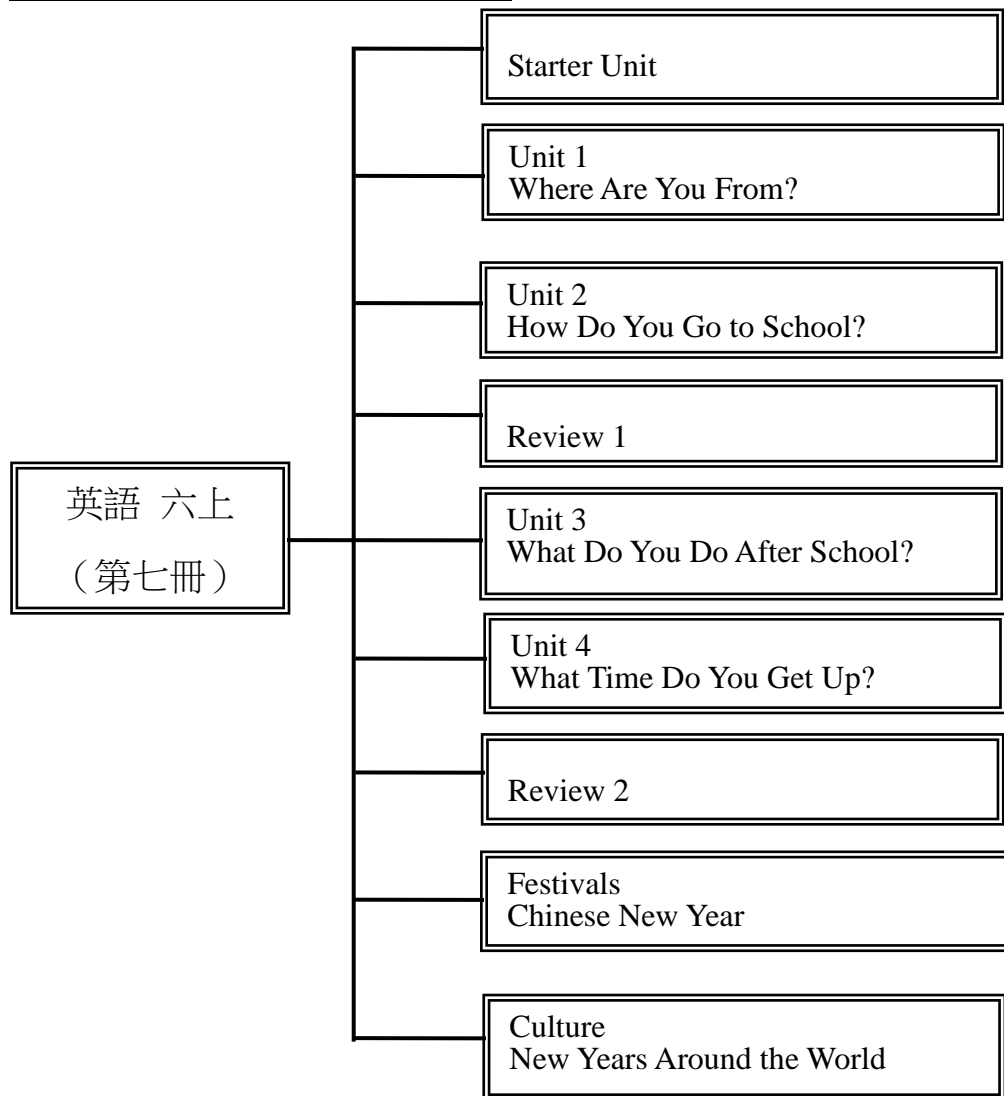 Starter Unit
Unit 1
Where Are You From?
Unit 2
How Do You Go to School?
Review 1
英語 六上
（第七冊）
Unit 3
What Do You Do After School?
Unit 4
What Time Do You Get Up?
Review 2
Festivals
Chinese New Year
Culture
New Years Around the World